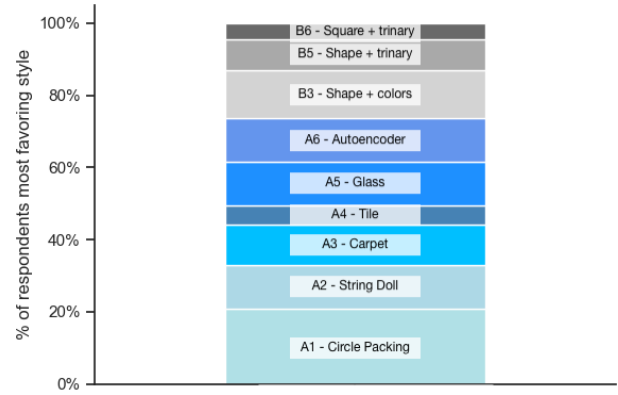 100%
80%
60%
40%
20%
0%
% of respondents most favoring style
B6 - Square + trinary
B5 - Shape + trinary
B3 - Shape + colors
A6 - Autoencoder
A5 - Glass
A4 - Tile
A3 - Carpet
A2 - String Doll
A1 - Circle Packing